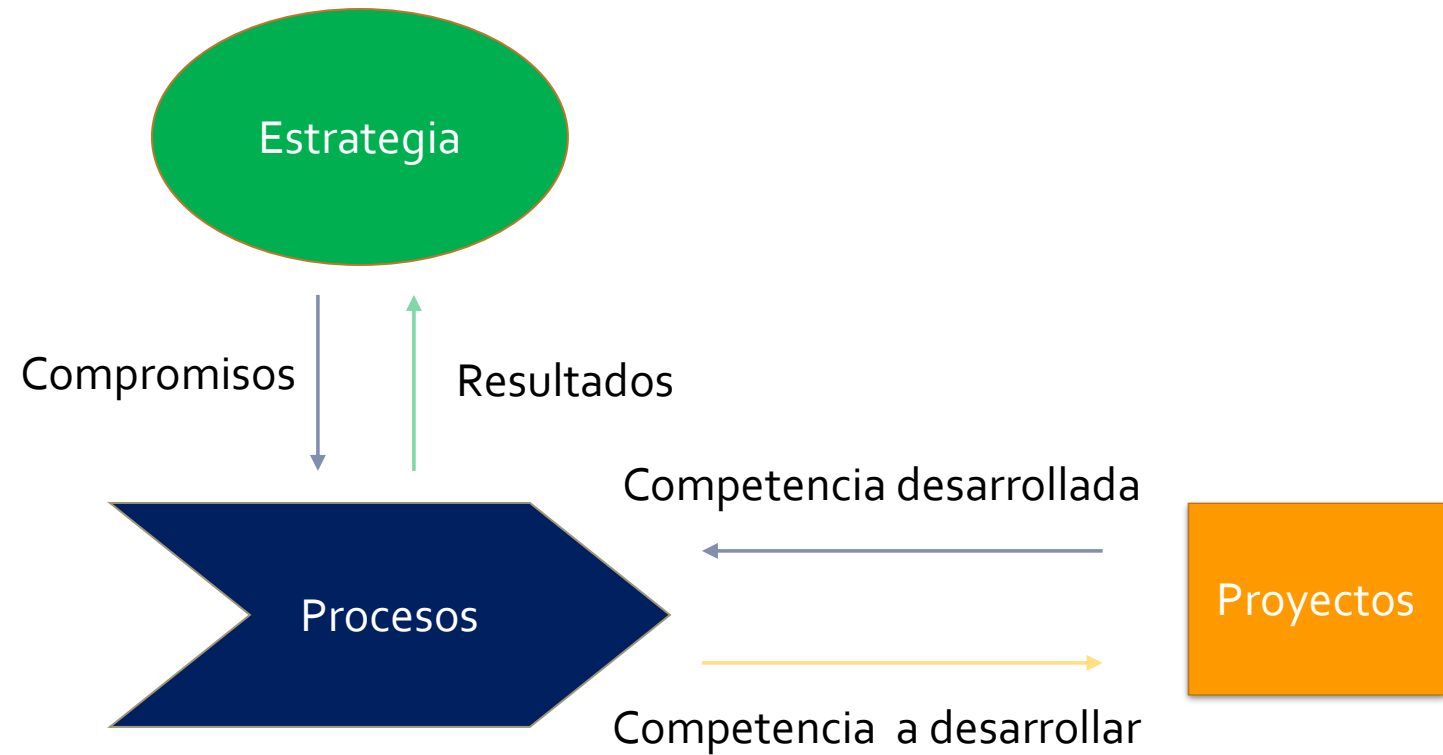 Estrategia
Compromisos
Resultados
Competencia desarrollada
Procesos
Proyectos
Competencia  a desarrollar